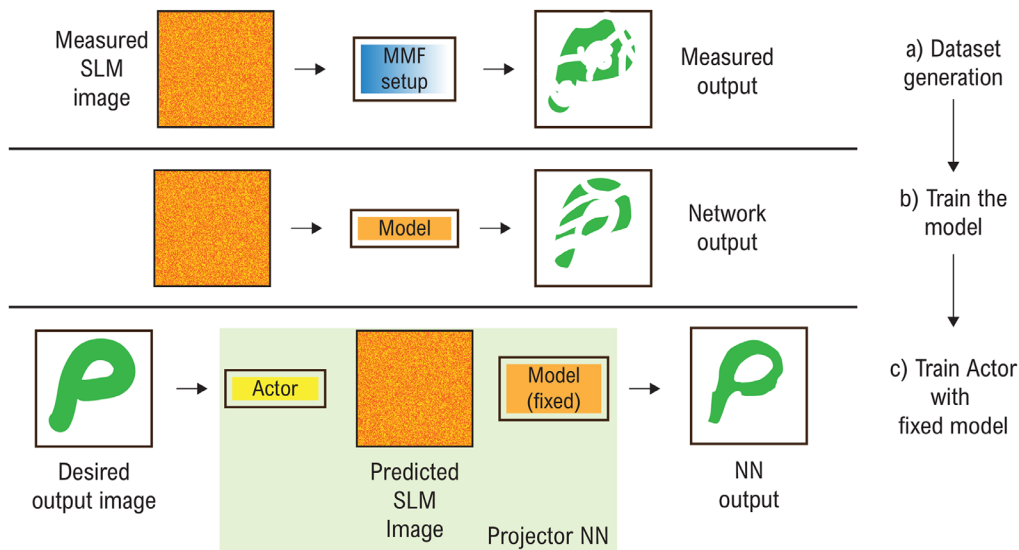 Measured
SLM
image
MMF
setup
Measured
output
a) Dataset
generation
Model
Network
output
b) Train the
model
Actor
Model
(fixed)
c) Train Actor
with
fixed model
Desired
output image
Predicted
SLM
Image
NN
output
Projector NN